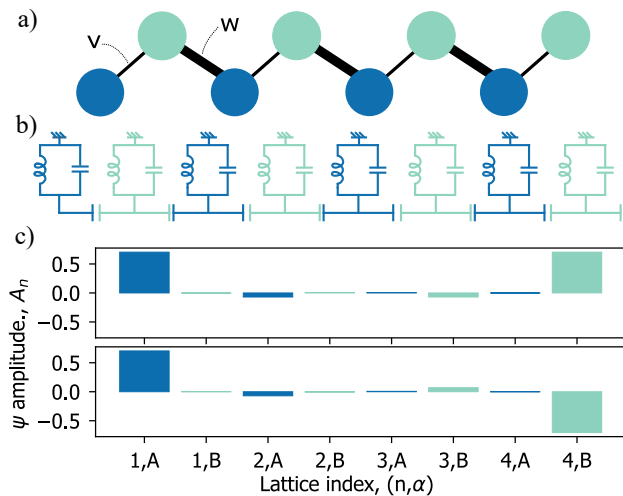 a)
v
w
b)
c)
0.5
0.0
−0.5
0.5
0.0
−0.5
ψ amplitude., Aₙ
1,A 1,B 2,A 2,B 3,A 3,B 4,A 4,B
Lattice index, (n,α)